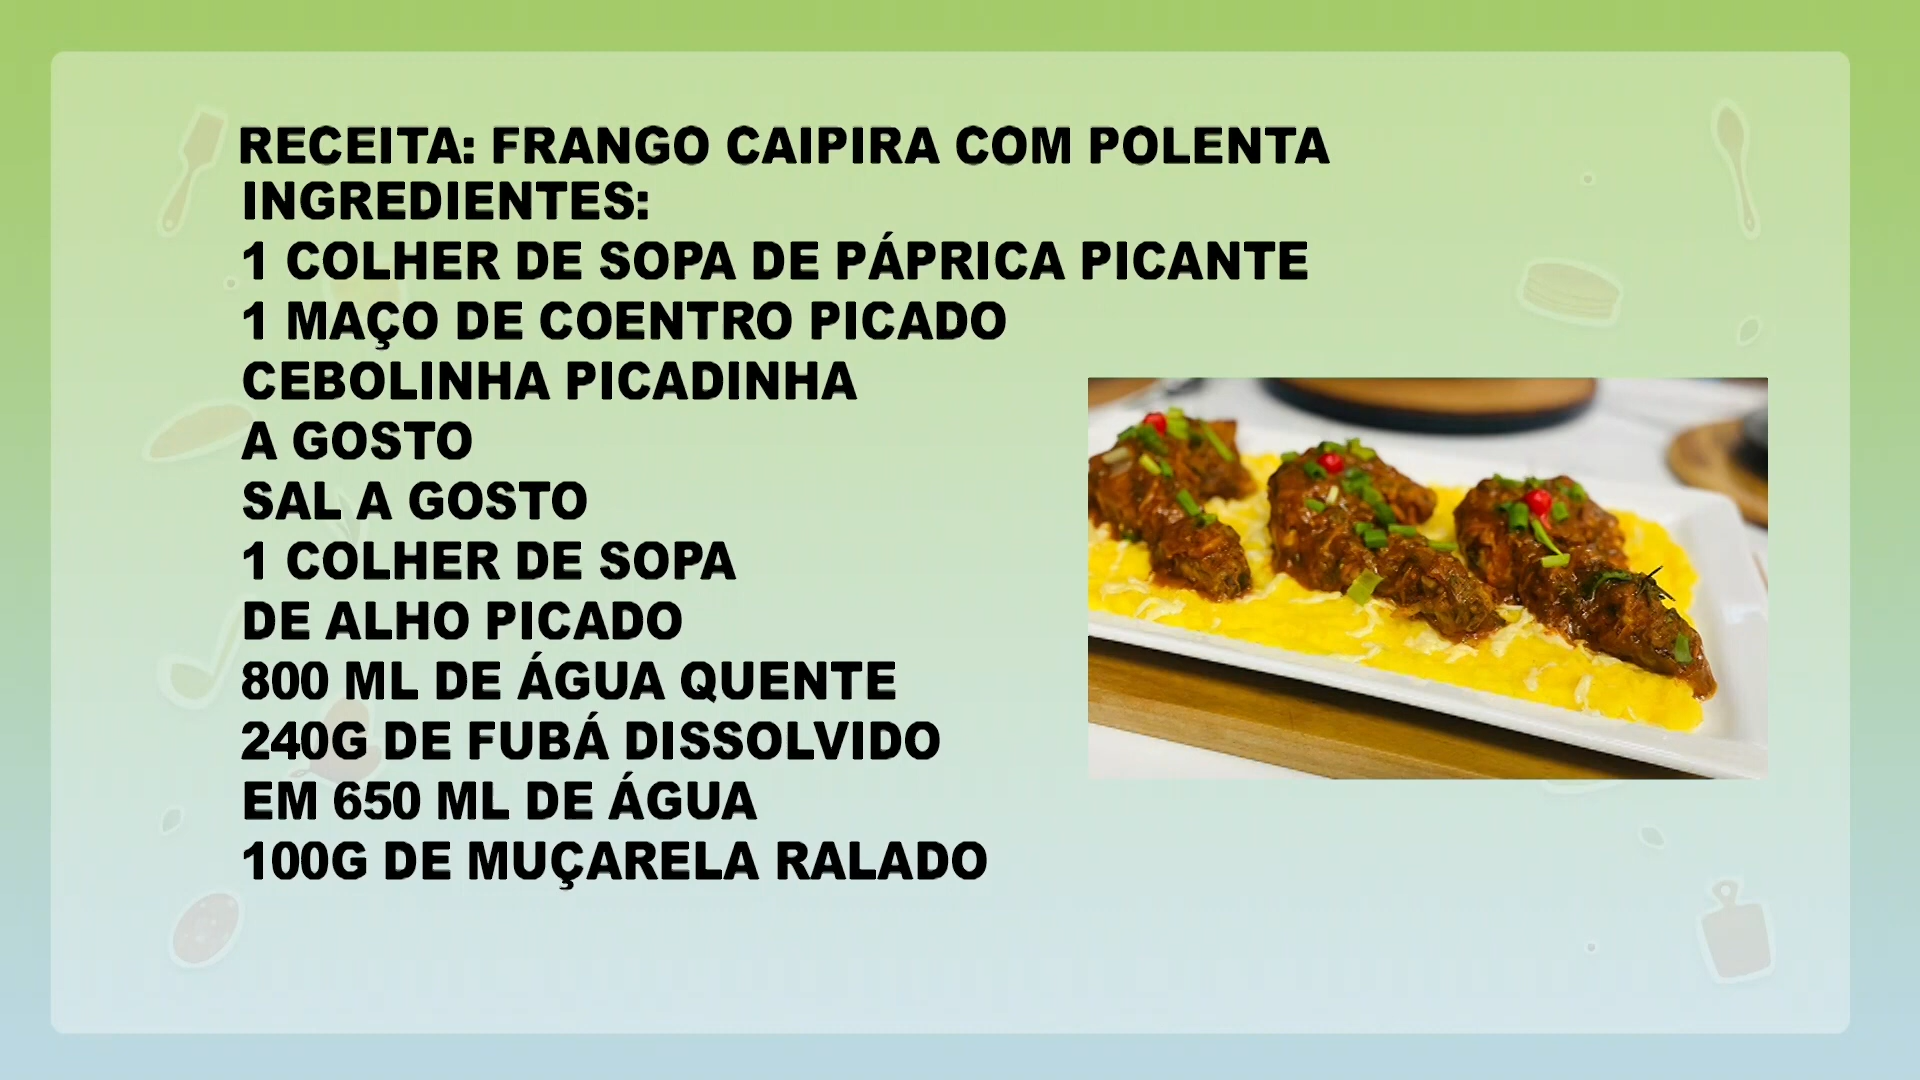 RECEITA: FRANGO CAIPIRA COM POLENTA
INGREDIENTES:
1 COLHER DE SOPA DE PÁPRICA PICANTE
1 MAÇO DE COENTRO PICADO
CEBOLINHA PICADINHA
A GOSTO
SAL A GOSTO
1 COLHER DE SOPA
DE ALHO PICADO
800 ML DE ÁGUA QUENTE
240G DE FUBÁ DISSOLVIDO
EM 650 ML DE ÁGUA
100G DE MUÇARELA RALADO